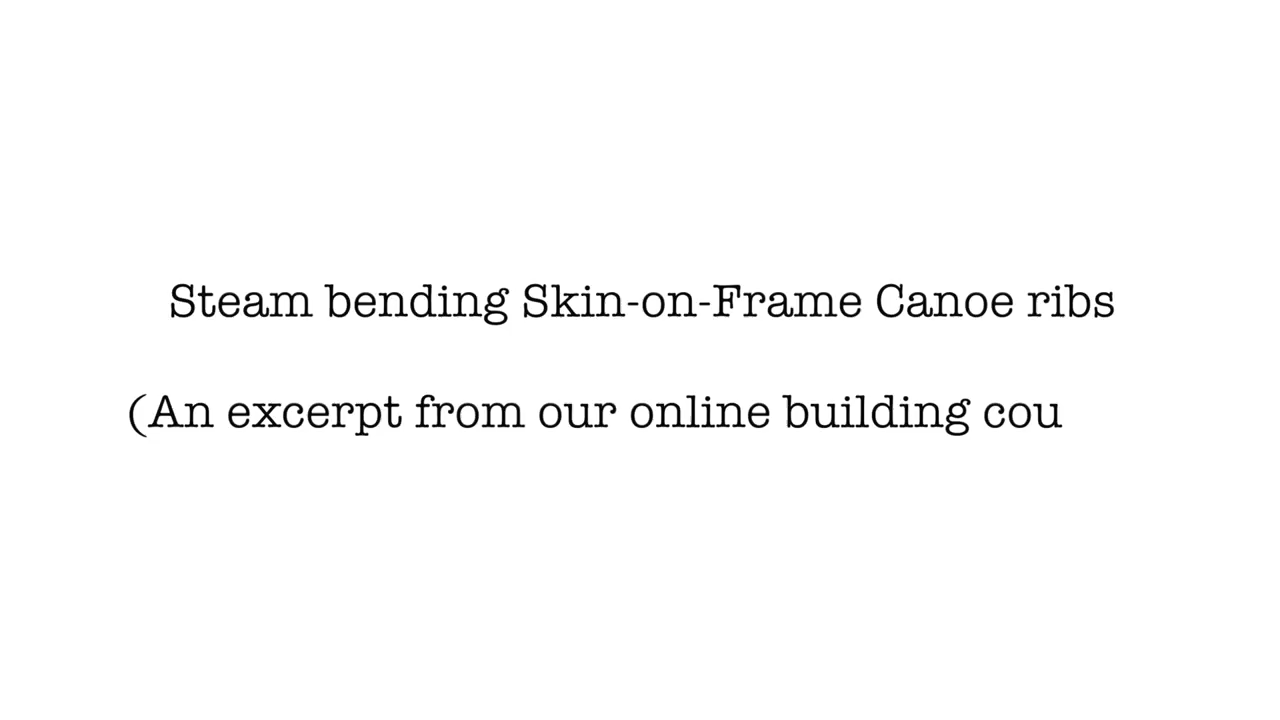 Steam bending Skin-on-Frame Canoe ribs
(An excerpt from our online building cou